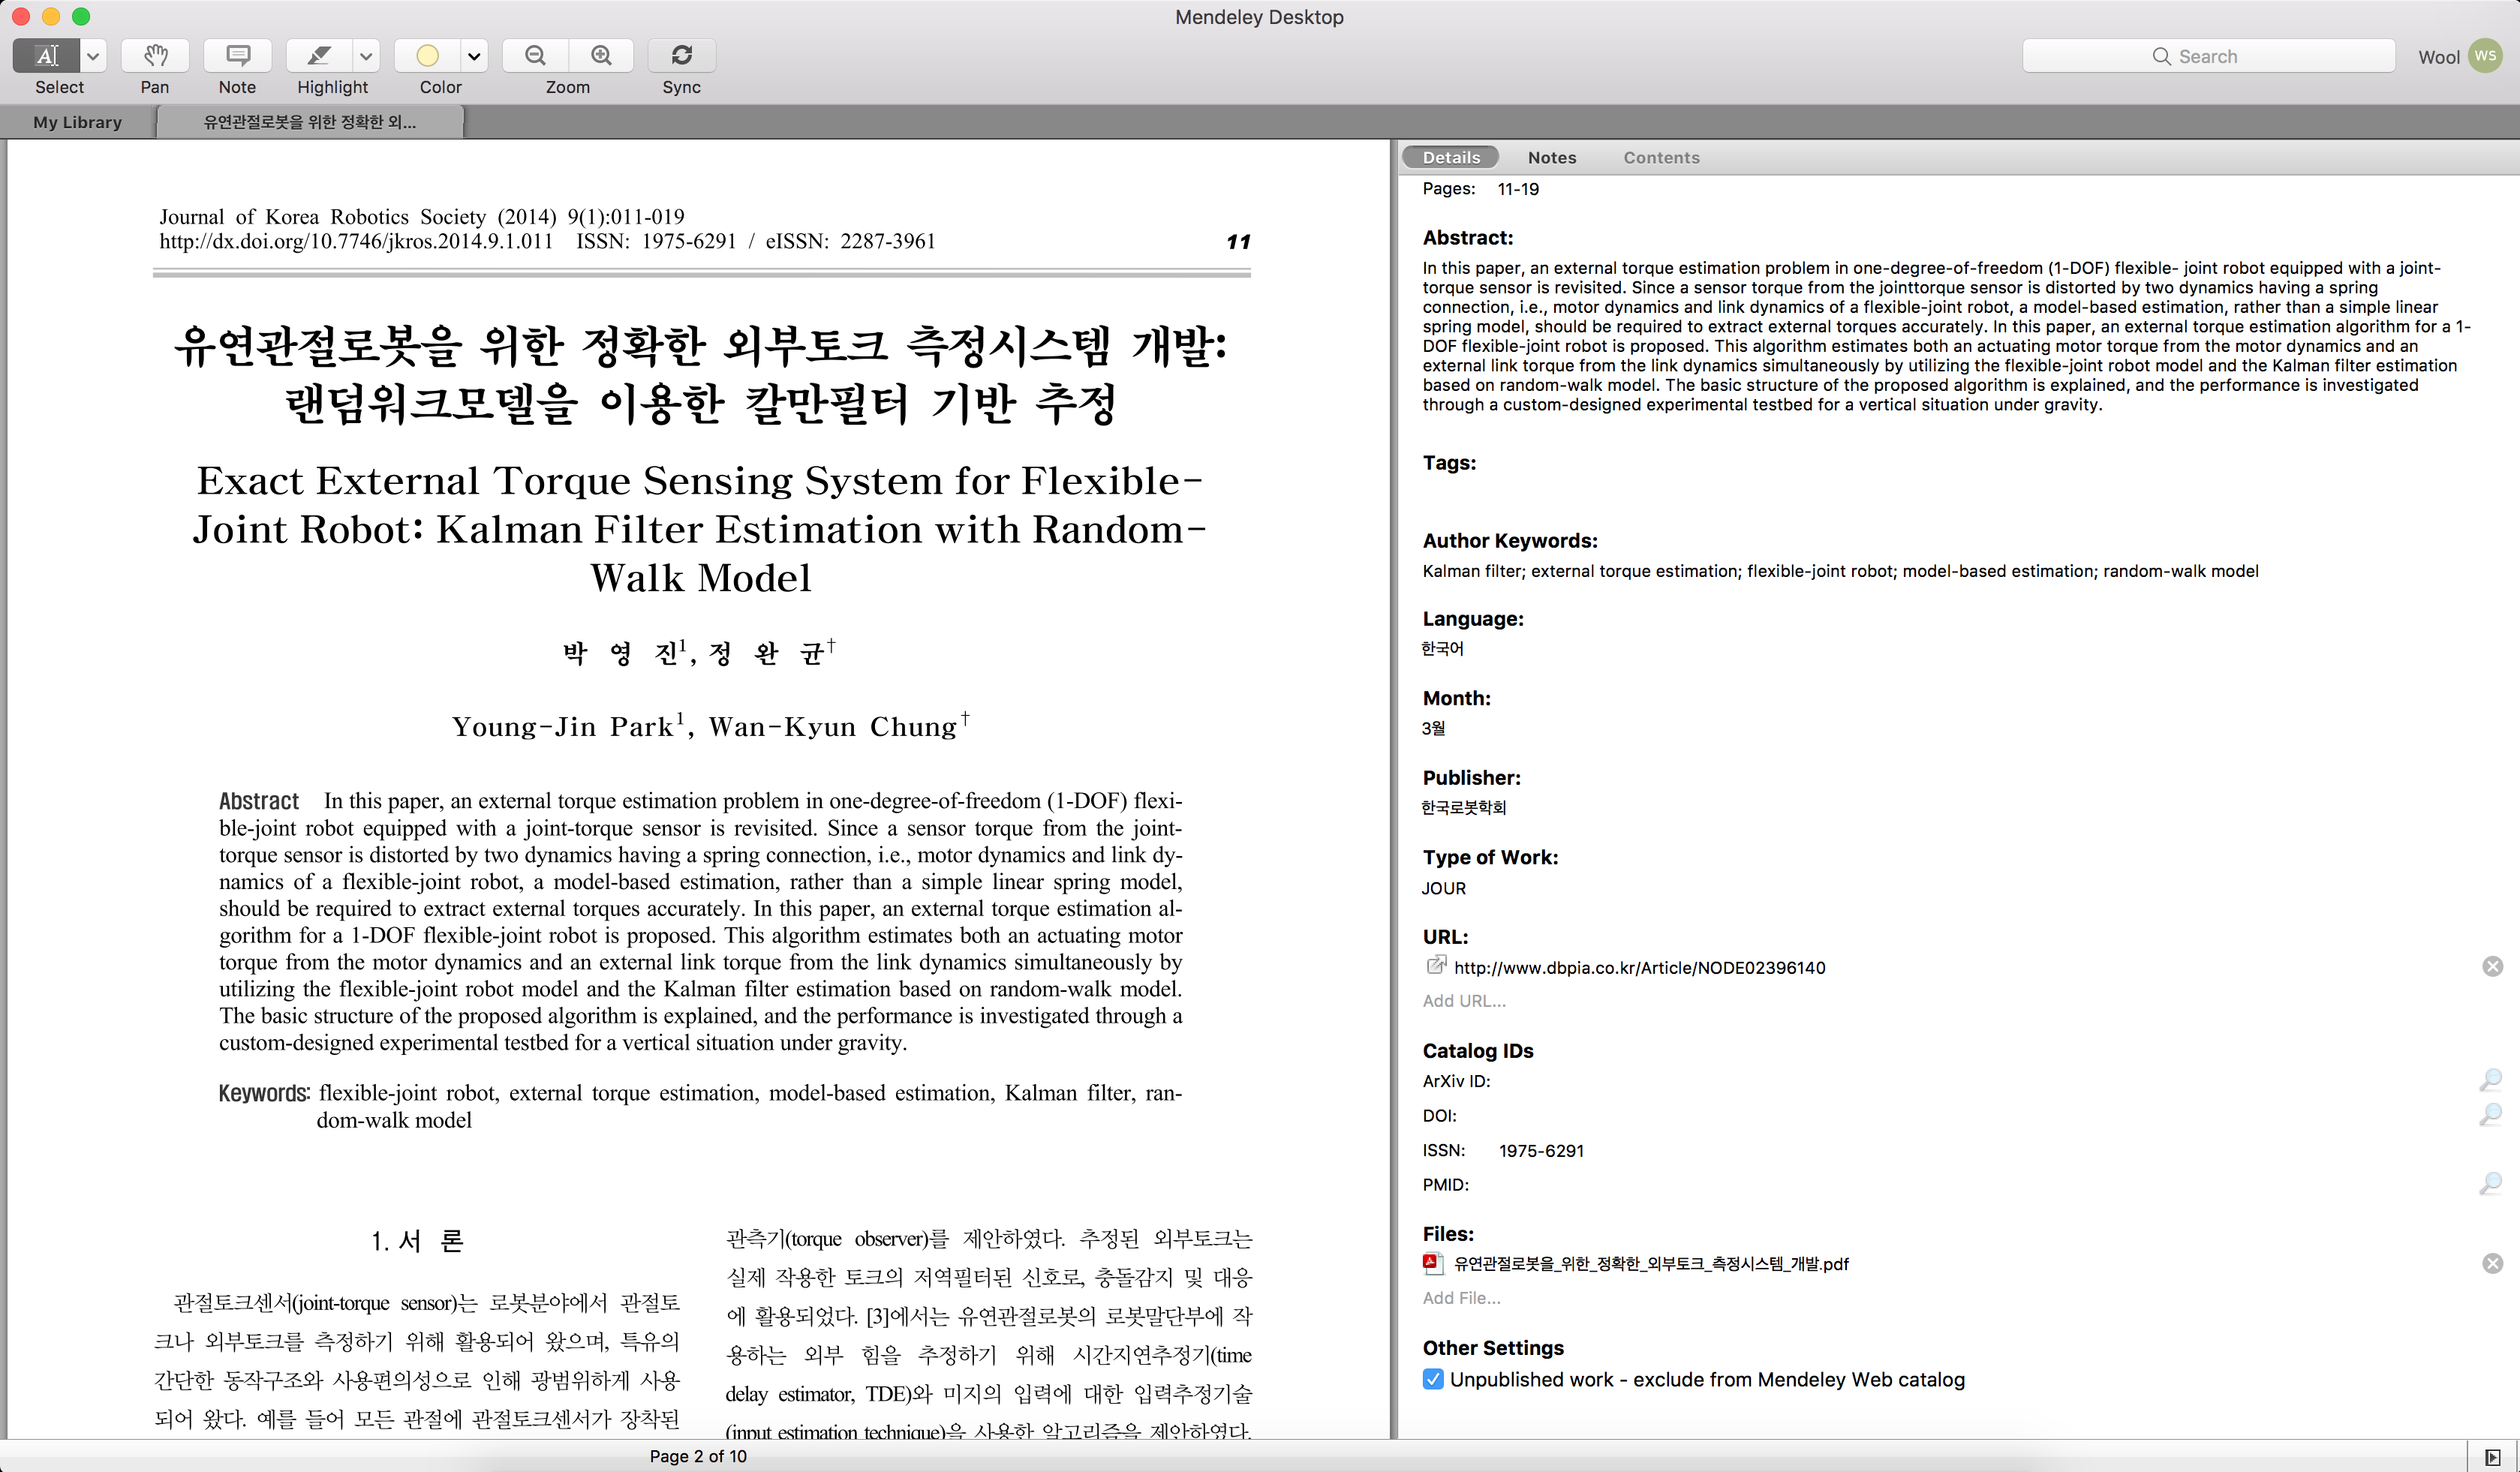 Mendeley Desktop
Select
Pan
Note
Highlight
Color
Zoom
Sync
Search
Wool WS
My Library
유연관절로봇을 위한 정확한 외...
Journal of Korea Robotics Society (2014) 9(1):011-019
http://dx.doi.org/10.7746/jkros.2014.9.1.011 ISSN: 1975-6291 / eISSN: 2287-3961
11
유연관절로봇을 위한 정확한 외부토크 측정시스템 개발:
랜덤워크모델을 이용한 칼만필터 기반 추정
Exact External Torque Sensing System for Flexible-
Joint Robot: Kalman Filter Estimation with Random-
Walk Model
박 영 진1, 정 완 균†
Young-Jin Park1, Wan-Kyun Chung†
Abstract In this paper, an external torque estimation problem in one-degree-of-freedom (1-DOF) flexi-
ble-joint robot equipped with a joint-torque sensor is revisited. Since a sensor torque from the joint-
torque sensor is distorted by two dynamics having a spring connection, i.e., motor dynamics and link dy-
namics of a flexible-joint robot, a model-based estimation, rather than a simple linear spring model,
should be required to extract external torques accurately. In this paper, an external torque estimation al-
gorithm for a 1-DOF flexible-joint robot is proposed. This algorithm estimates both an actuating motor
torque from the motor dynamics and an external link torque from the link dynamics simultaneously by
utilizing the flexible-joint robot model and the Kalman filter estimation based on random-walk model.
The basic structure of the proposed algorithm is explained, and the performance is investigated through a
custom-designed experimental testbed for a vertical situation under gravity.
Keywords: flexible-joint robot, external torque estimation, model-based estimation, Kalman filter, ran-
dom-walk model
1. 서 론
관절토크센서(joint-torque sensor)는 로봇분야에서 관절토
크나 외부토크를 측정하기 위해 활용되어 왔으며, 특유의
간단한 동작구조와 사용편의성으로 인해 광범위하게 사용
되어 왔다. 예를 들어 모든 관절에 관절토크센서가 장착된
관측기(torque observer)를 제안하였다. 추정된 외부토크는
실제 작용한 토크의 저역필터된 신호로, 충돌감지 및 대응
에 활용되었다. [3]에서는 유연관절로봇의 로봇말단부에 작
용하는 외부 힘을 추정하기 위해 시간지연추정기(time
delay estimator, TDE)와 미지의 입력에 대한 입력추정기술
(input estimation technique)을 사용한 알고리즘을 제안하였다.
Page 2 of 10
Details
Notes
Contents
Pages: 11-19
Abstract:
In this paper, an external torque estimation problem in one-degree-of-freedom (1-DOF) flexible- joint robot equipped with a joint-
torque sensor is revisited. Since a sensor torque from the jointtorque sensor is distorted by two dynamics having a spring
connection, i.e., motor dynamics and link dynamics of a flexible-joint robot, a model-based estimation, rather than a simple linear
spring model, should be required to extract external torques accurately. In this paper, an external torque estimation algorithm for a 1-
DOF flexible-joint robot is proposed. This algorithm estimates both an actuating motor torque from the motor dynamics and an
external link torque from the link dynamics simultaneously by utilizing the flexible-joint robot model and the Kalman filter estimation
based on random-walk model. The basic structure of the proposed algorithm is explained, and the performance is investigated
through a custom-designed experimental testbed for a vertical situation under gravity.
Tags:
Author Keywords:
Kalman filter; external torque estimation; flexible-joint robot; model-based estimation; random-walk model
Language:
한국어
Month:
3월
Publisher:
한국로봇학회
Type of Work:
JOUR
URL:
http://www.dbpia.co.kr/Article/NODE02396140
Add URL...
Catalog IDs
ArXiv ID:
DOI:
ISSN: 1975-6291
PMID:
Files:
유연관절로봇을_위한_정확한_외부토크_측정시스템_개발.pdf
Add File...
Other Settings
Unpublished work - exclude from Mendeley Web catalog